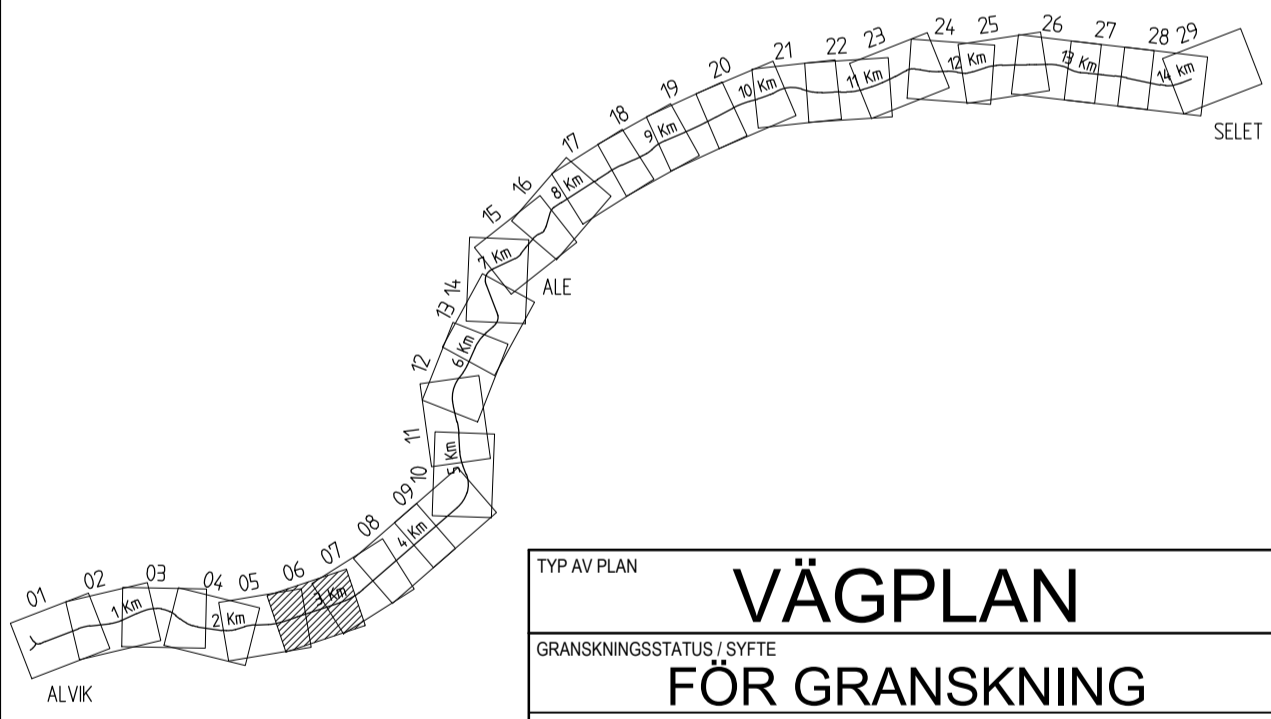 01
02
03
04
05
06
07
08
09
10
11
12
13
14
15
16
17
18
19
20
21
22
23
24
25
26
27
28
29
1 Km
2 Km
3 Km
4 Km
5 Km
6 Km
7 Km
8 Km
9 Km
10 Km
11 Km
12 Km
13 Km
14 Km
ALVIK
ALE
SELET
TYP AV PLAN
VÄGPLAN
GRANSKNINGSSTATUS / SYFTE
FÖR GRANSKNING